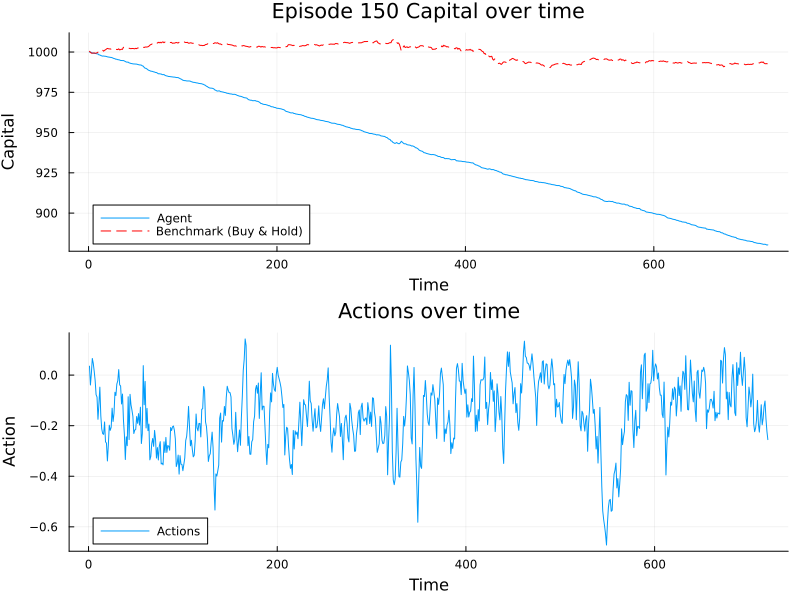 Episode 150 Capital over time
Capital
1000
975
950
925
900
Agent
Benchmark (Buy & Hold)
0
200
400
600
Time
Actions over time
Action
0.0
−0.2
−0.4
−0.6
Actions
0
200
400
600
Time